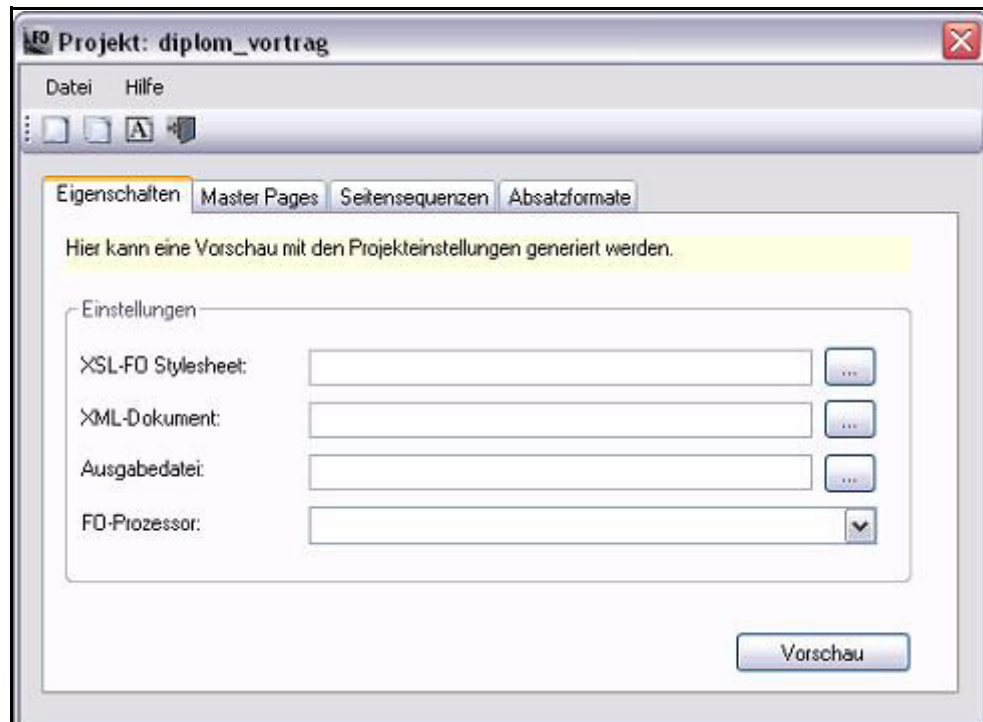 FO Projekt: diplom_vortrag
Datei Hilfe
A
Eigenschaften Master Pages Seitensequenzen Absatzformate
Hier kann eine Vorschau mit den Projekteinstellungen generiert werden.
Einstellungen
XSL-FO Stylesheet: ...
XML-Dokument: ...
Ausgabedatei: ...
FO-Prozessor:
Vorschau